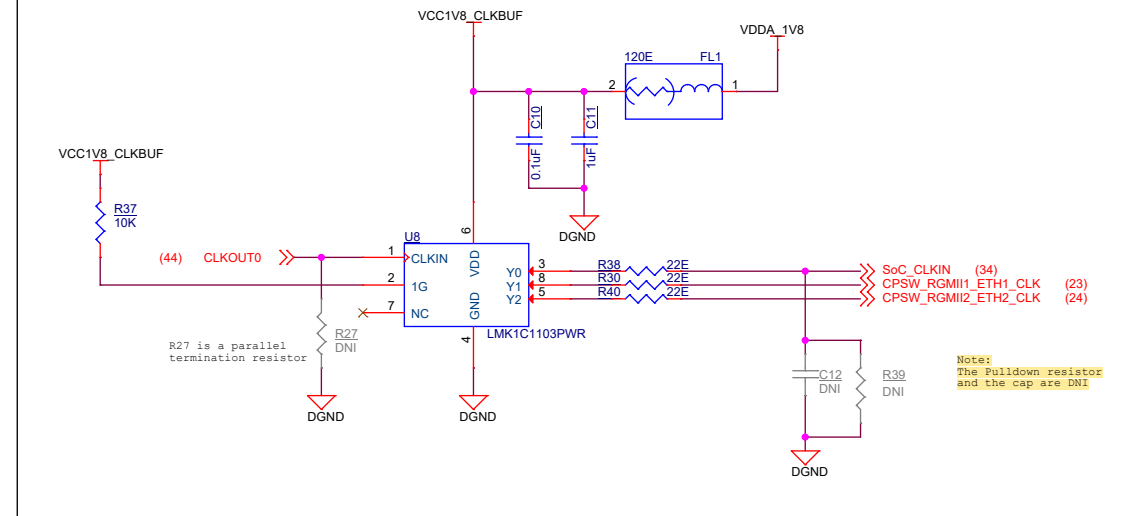 VCC1V8_CLKBUF
VDDA_1V8
120E FL1
2 1
C10
0.1uF
C11
1uF
VCC1V8_CLKBUF
R37
10K
DGND
6
U8
(44) CLKOUT0
1 CLKIN
2 1G
7 NC
VDD
GND
Y0 3 R38 22E SoC_CLKIN (34)
Y1 8 R30 22E CPSW_RGMII1_ETH1_CLK (23)
Y2 5 R40 22E CPSW_RGMII2_ETH2_CLK (24)
LMK1C1103PWR
4
R27 is a parallel
termination resistor
R27
DNI
C12
DNI
R39
DNI
Note:
The Pulldown resistor
and the cap are DNI
DGND
DGND
DGND